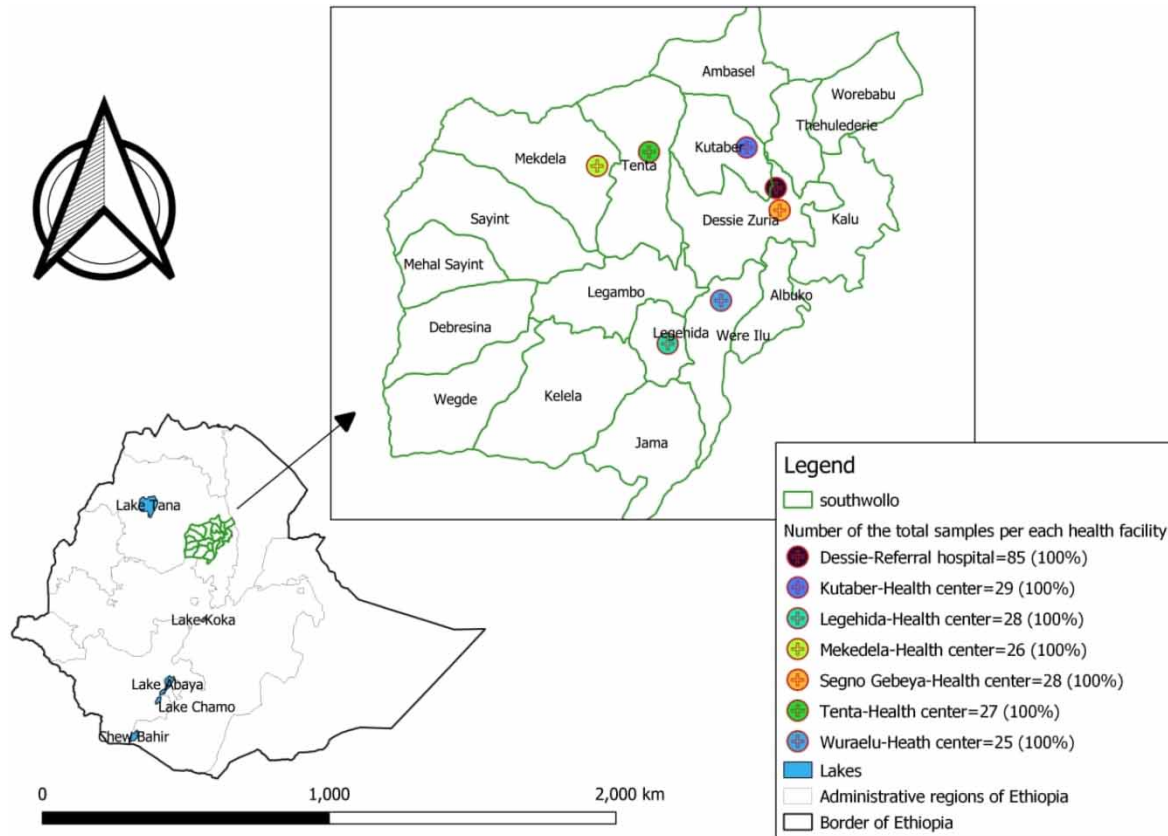 Ambasel
Worebabu
Thehulederie
Kutaber
Mekdela
Tenta
Sayint
Dessie Zuria
Kalu
Mehal Sayint
Legambo
Albuko
Debresina
Legehida
Were Ilu
Wegde
Kelela
Jama
Lake Tana
Lake Koka
Lake Abaya
Lake Chamo
Chew Bahir
0
1,000
2,000 km
Legend
southwollo
Number of the total samples per each health facility
Dessie-Referral hospital=85 (100%)
Kutaber-Health center=29 (100%)
Legehida-Health center=28 (100%)
Mekedela-Health center=26 (100%)
Segno Gebeya-Health center=28 (100%)
Tenta-Health center=27 (100%)
Wuraelu-Heath center=25 (100%)
Lakes
Administrative regions of Ethiopia
Border of Ethiopia